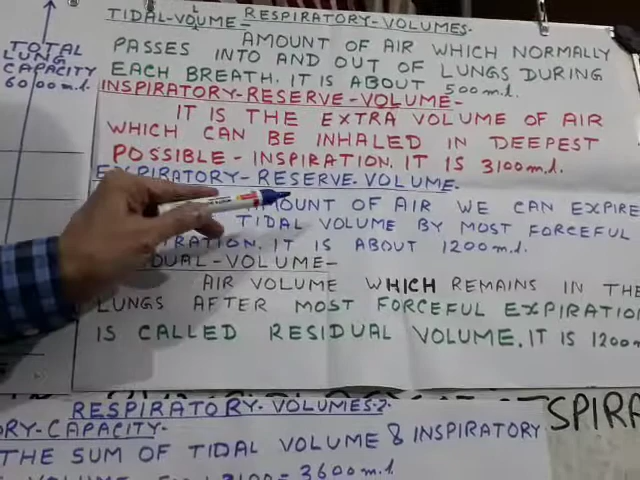 RESPIRATORY-VOLUMES-
TIDAL-VOUME-
AMOUNT OF AIR WHICH NORMALLY
PASSES INTO AND OUT OF LUNGS DURING
EACH BREATH. IT IS ABOUT 500 m.l.
INSPIRATORY-RESERVE-VOLUME-
IT IS THE EXTRA VOLUME OF AIR
WHICH CAN BE INHALED IN DEEPEST
POSSIBLE-INSPIRATION. IT IS 3100 m.l.
EXPIRATORY-RESERVE-VOLUME-
AMOUNT OF AIR WE CAN EXPIRE
TIDAL VOLUME BY MOST FORCEFUL
IT IS ABOUT 1200 m.l.
DUAL-VOLUME-
AIR VOLUME WHICH REMAINS IN THE
LUNGS AFTER MOST FORCEFUL EXPIRATIO
IS CALLED RESIDUAL VOLUME. IT IS 1200 m
TOTAL
LUNG
CAPACITY
6000 m.l.
RESPIRATORY-VOLUMES-2
ORY-CAPACITY-
THE SUM OF TIDAL VOLUME & INSPIRATORY
VOLUME 3600 m.l.
SPIRA